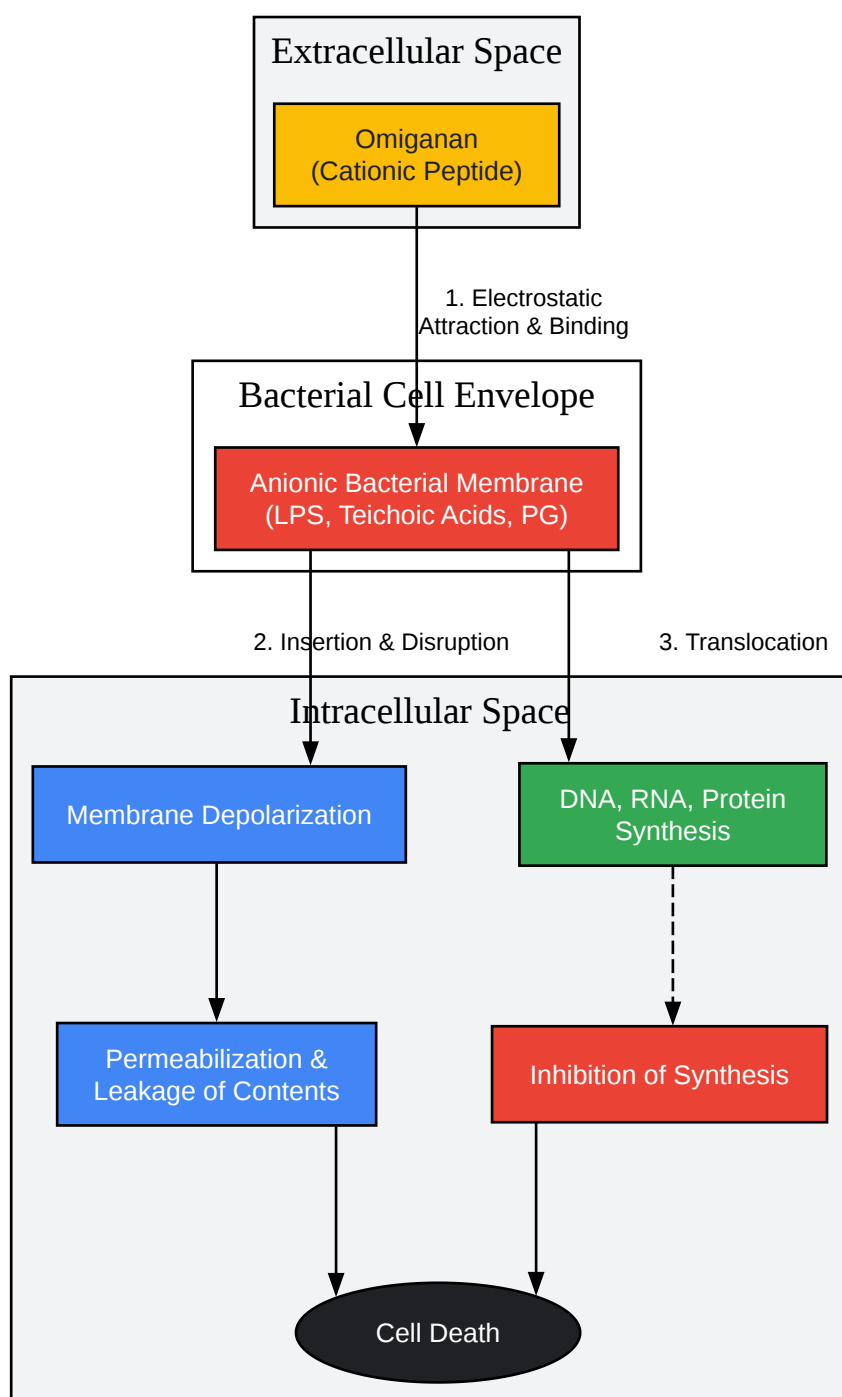 Extracellular Space
Omiganan
(Cationic Peptide)
1. Electrostatic
Attraction & Binding
Bacterial Cell Envelope
Anionic Bacterial Membrane
(LPS, Teichoic Acids, PG)
2. Insertion & Disruption
3. Translocation
Intracellular Space
Membrane Depolarization
DNA, RNA, Protein
Synthesis
Permeabilization &
Leakage of Contents
Inhibition of Synthesis
Cell Death